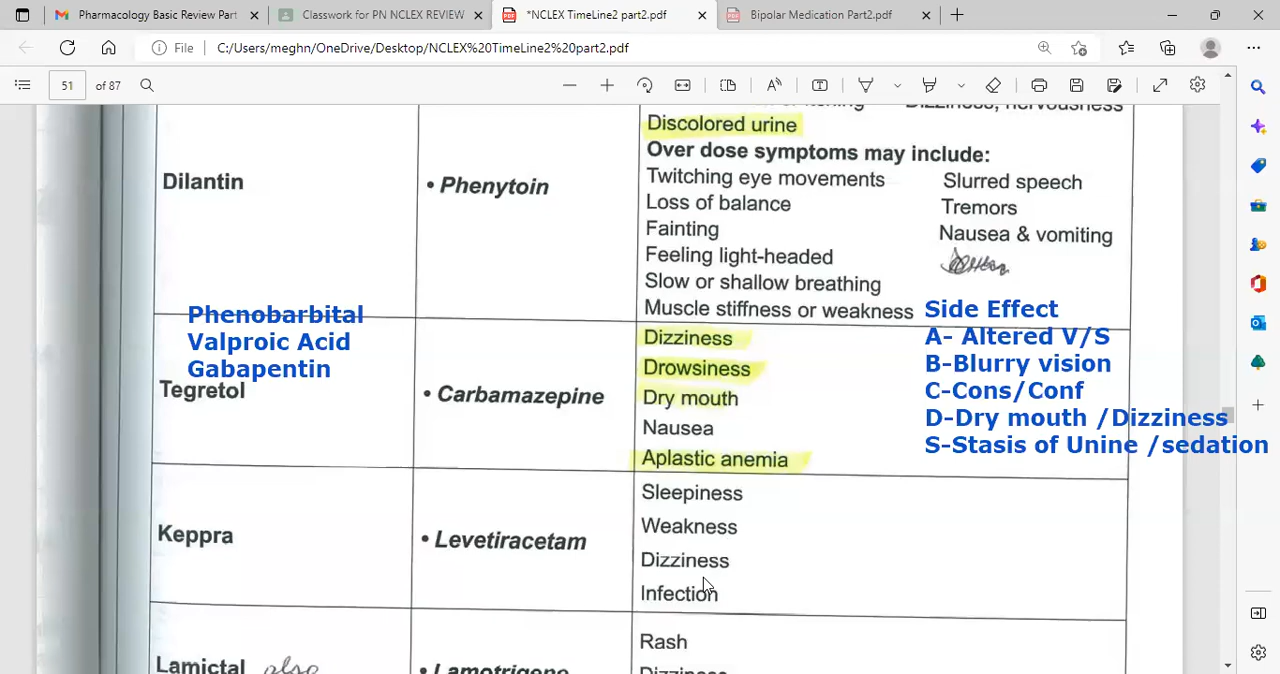 Pharmacology Basic Review Part
Classwork for PN NCLEX REVIEW
*NCLEX TimeLine2 part2.pdf
Bipolar Medication Part2.pdf
File
C:/Users/meghn/OneDrive/Desktop/NCLEX%20TimeLine2%20part2.pdf
51 of 87
Dizziness, nervousness
Discolored urine
Over dose symptoms may include:
Dilantin
• Phenytoin
Twitching eye movements
Slurred speech
Loss of balance
Tremors
Fainting
Nausea & vomiting
Feeling light-headed
Slow or shallow breathing
Muscle stiffness or weakness
Phenobarbital
Valproic Acid
Gabapentin
Side Effect
A- Altered V/S
B-Blurry vision
C-Cons/Conf
D-Dry mouth /Dizziness
S-Stasis of Unine /sedation
Tegretol
• Carbamazepine
Dizziness
Drowsiness
Dry mouth
Nausea
Aplastic anemia
Keppra
• Levetiracetam
Sleepiness
Weakness
Dizziness
Infection
Lamictal also
• Lamotrigene
Rash
Dizziness